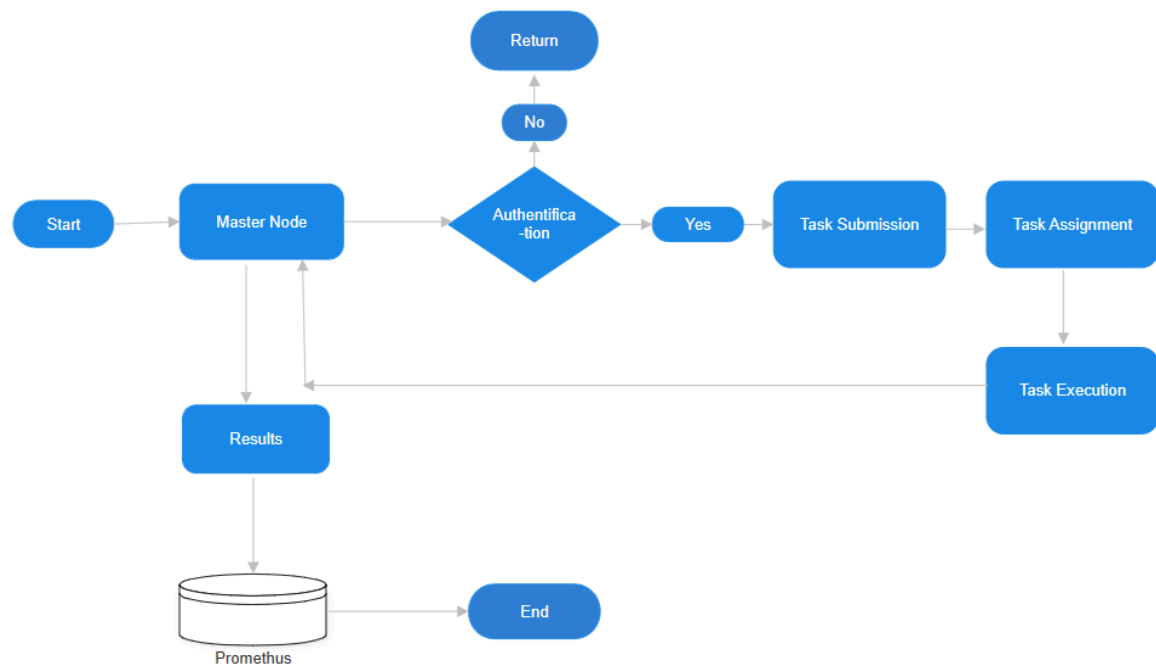 Return
No
Start
Master Node
Authentifica
-tion
Yes
Task Submission
Task Assignment
Task Execution
Results
End
Promethus